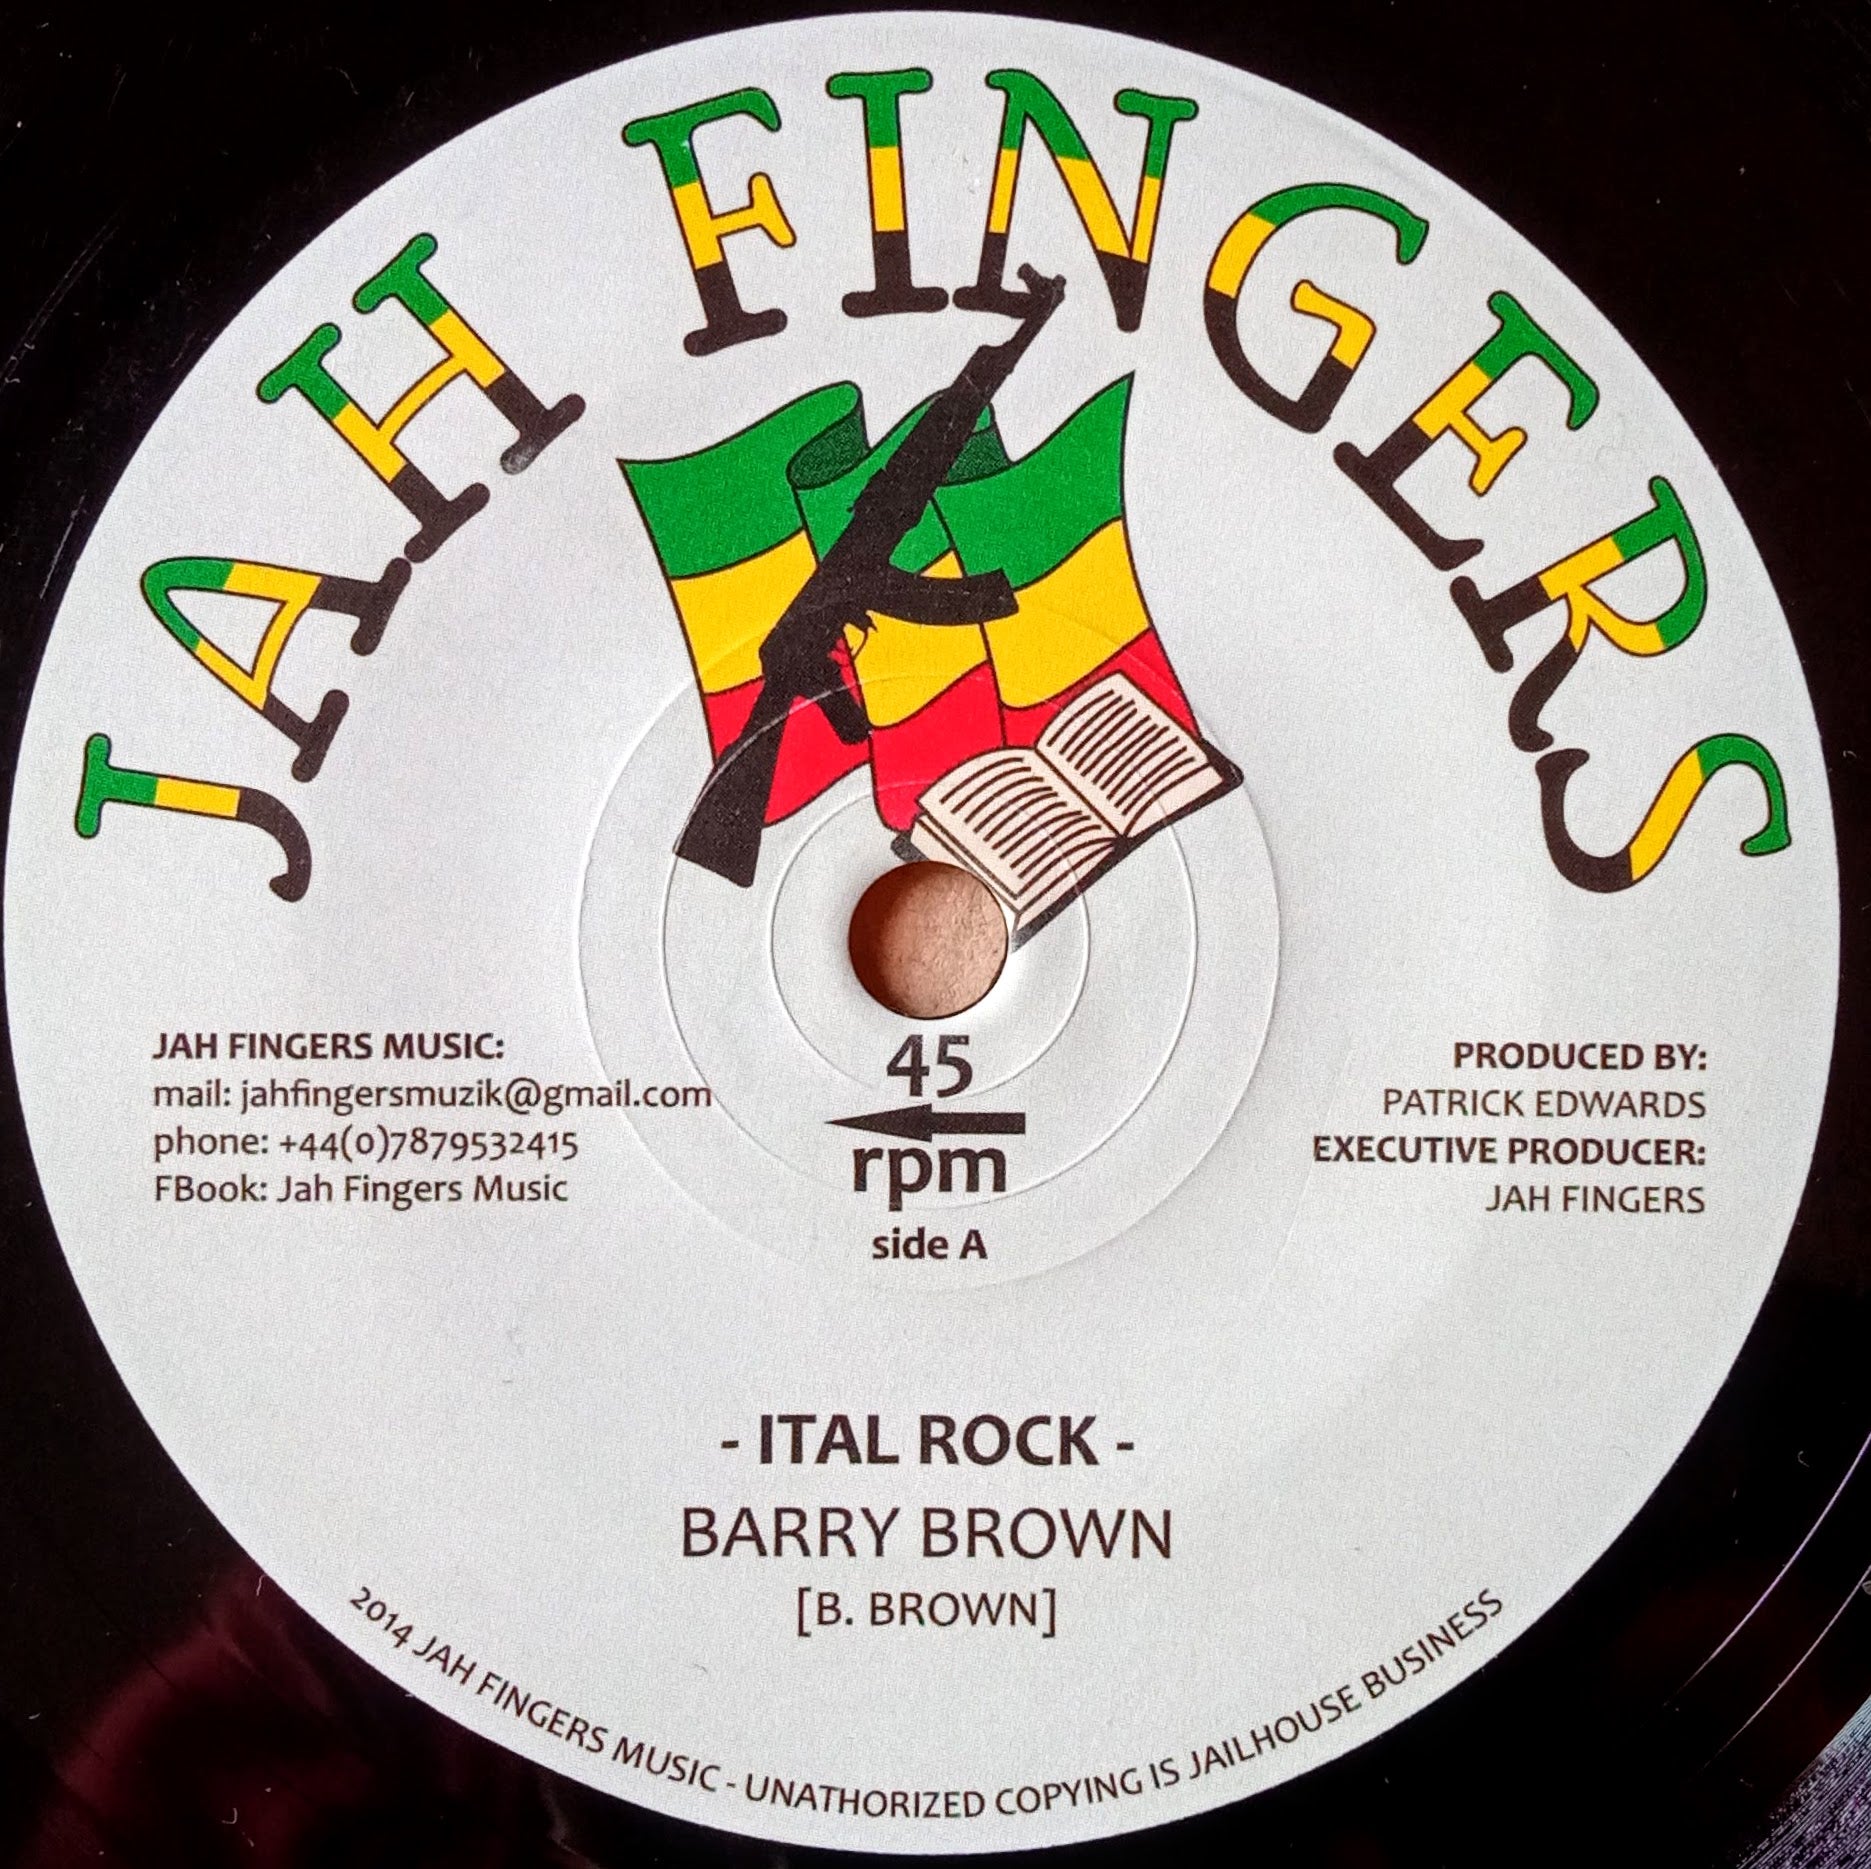 JAH FINGERS
JAH FINGERS MUSIC:
mail: jahfingersmuzik@gmail.com
phone: +44(0)7879532415
FBook: Jah Fingers Music
45
rpm
side A
PRODUCED BY:
PATRICK EDWARDS
EXECUTIVE PRODUCER:
JAH FINGERS
- ITAL ROCK -
BARRY BROWN
[B. BROWN]
2014 JAH FINGERS MUSIC - UNATHORIZED COPYING IS JAILHOUSE BUSINESS